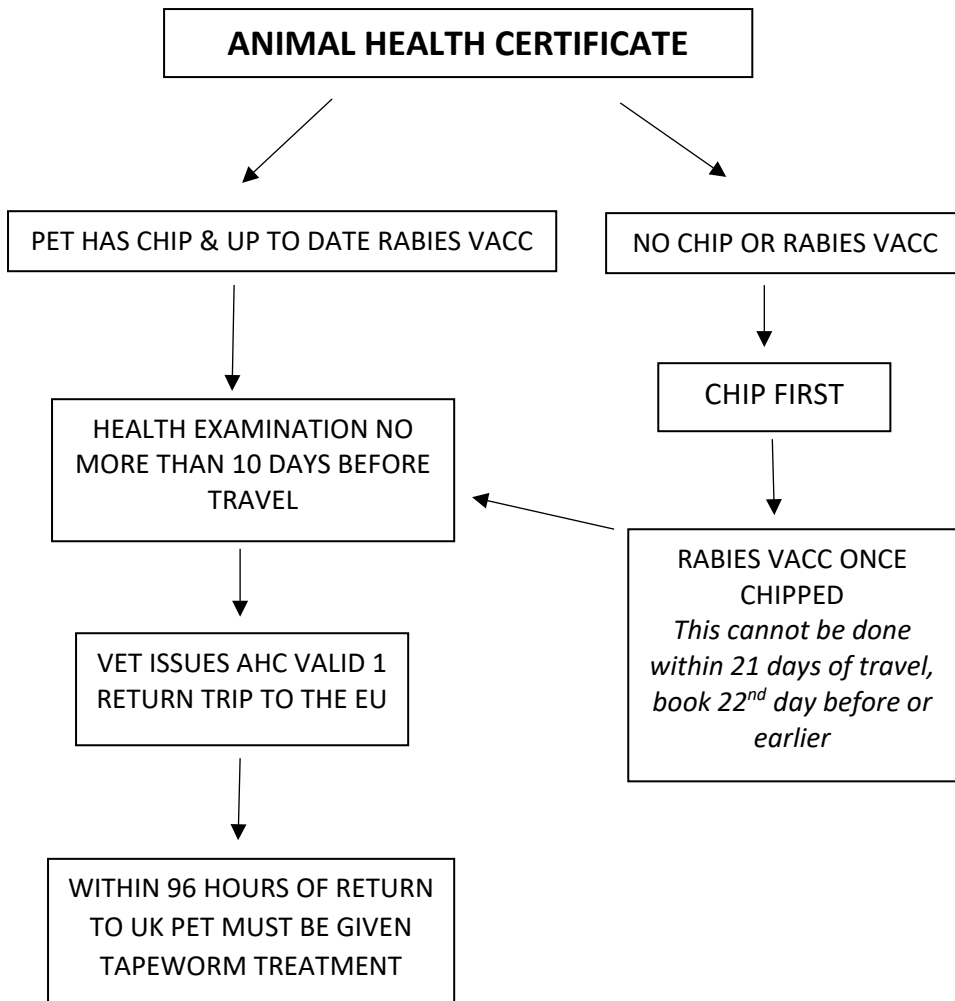 ANIMAL HEALTH CERTIFICATE
PET HAS CHIP & UP TO DATE RABIES VACC
NO CHIP OR RABIES VACC
CHIP FIRST
HEALTH EXAMINATION NO
MORE THAN 10 DAYS BEFORE
TRAVEL
RABIES VACC ONCE
CHIPPED
This cannot be done
within 21 days of travel,
book 22nd day before or
earlier
VET ISSUES AHC VALID 1
RETURN TRIP TO THE EU
WITHIN 96 HOURS OF RETURN
TO UK PET MUST BE GIVEN
TAPEWORM TREATMENT